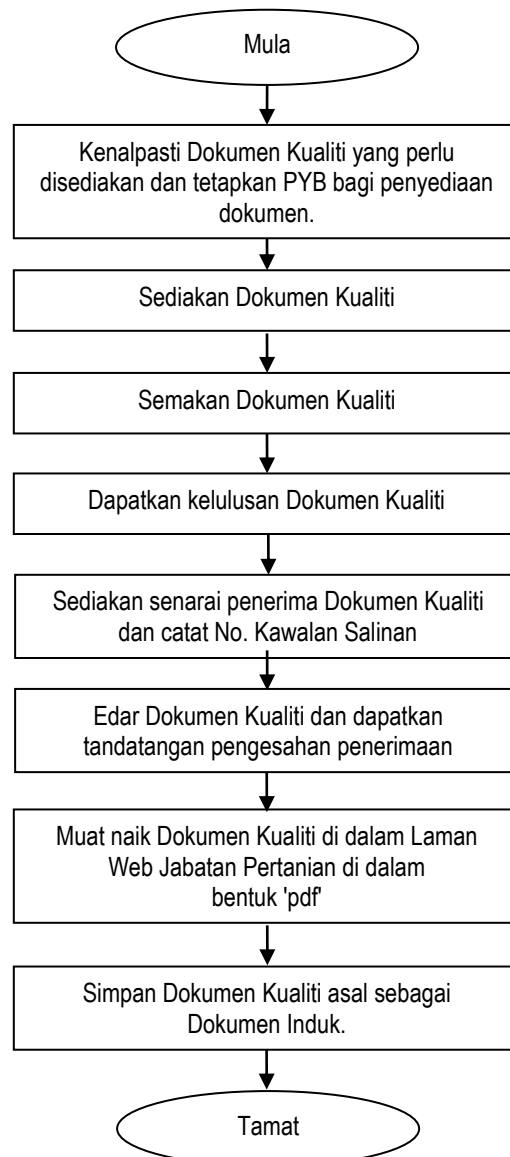 Mula
Kenalpasti Dokumen Kualiti yang perlu
disediakan dan tetapkan PYB bagi penyediaan
dokumen.
Sediakan Dokumen Kualiti
Semakan Dokumen Kualiti
Dapatkan kelulusan Dokumen Kualiti
Sediakan senarai penerima Dokumen Kualiti
dan catat No. Kawalan Salinan
Edar Dokumen Kualiti dan dapatkan
tandatangan pengesahan penerimaan
Muat naik Dokumen Kualiti di dalam Laman
Web Jabatan Pertanian di dalam
bentuk 'pdf'
Simpan Dokumen Kualiti asal sebagai
Dokumen Induk.
Tamat